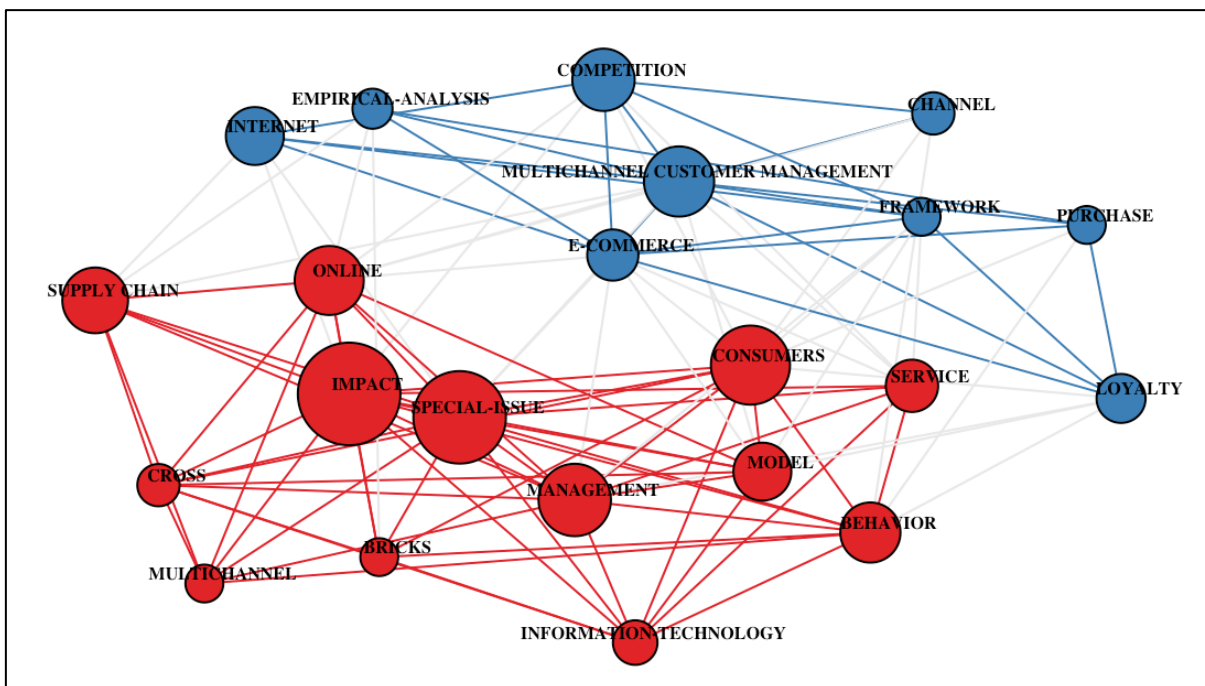 COMPETITION
EMPIRICAL-ANALYSIS
CHANNEL
INTERNET
MULTICHANNEL CUSTOMER MANAGEMENT
FRAMEWORK
PURCHASE
E-COMMERCE
ONLINE
SUPPLY CHAIN
CONSUMERS
SERVICE
IMPACT
LOYALTY
SPECIAL-ISSUE
MODEL
CROSS
MANAGEMENT
BEHAVIOR
BRICKS
MULTICHANNEL
INFORMATION-TECHNOLOGY